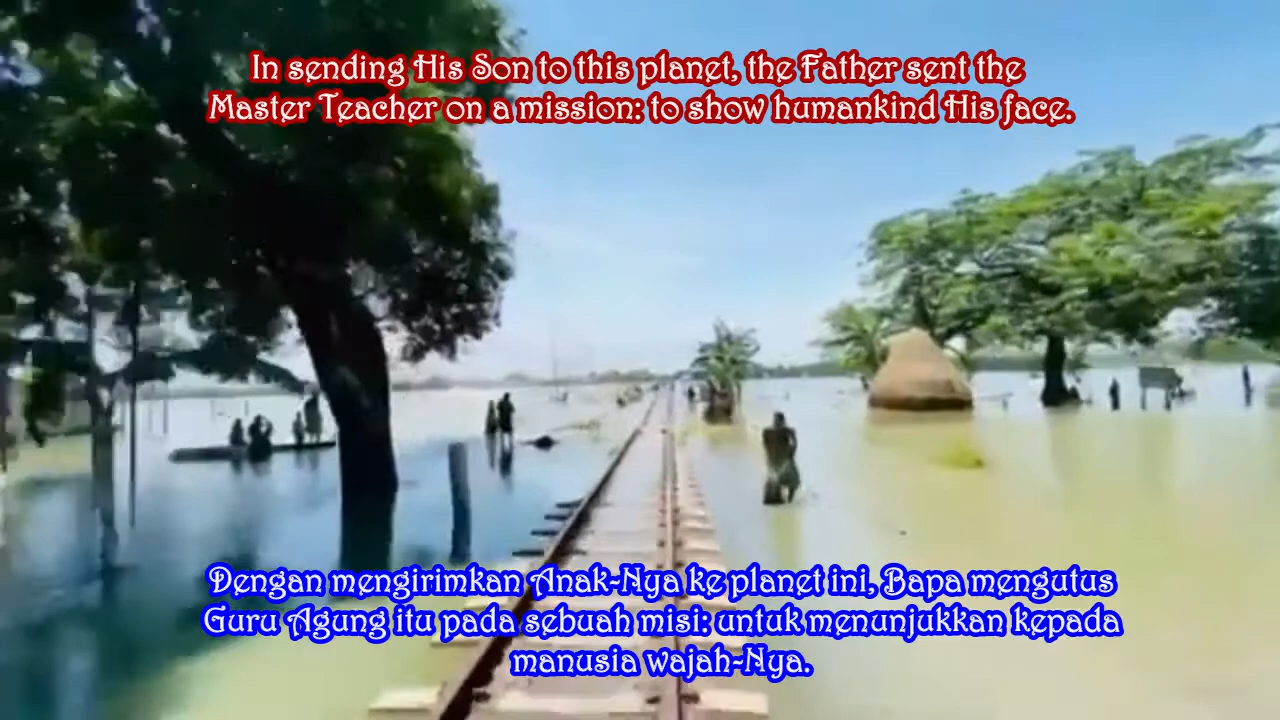 In sending His Son to this planet, the Father sent the
Master Teacher on a mission: to show humankind His face.
Dengan mengirimkan Anak-Nya ke planet ini, Bapa mengutus
Guru Agung itu pada sebuah misi: untuk menunjukkan kepada
manusia wajah-Nya.